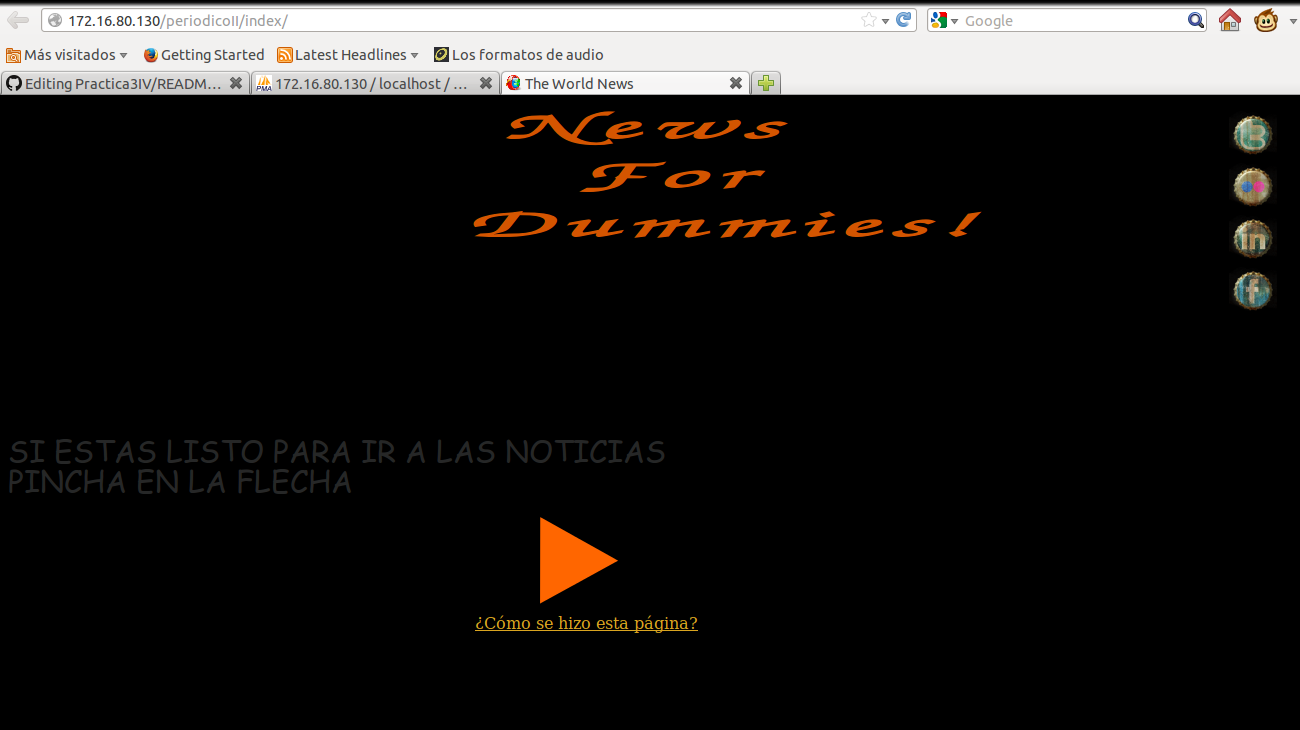 172.16.80.130/periodicoII/index/
Google
Más visitados
Getting Started
Latest Headlines
Los formatos de audio
Editing Practica3IV/READM...
PMA
172.16.80.130 / localhost / ...
The World News
News
For
Dummies!
t
in
f
SI ESTAS LISTO PARA IR A LAS NOTICIAS
PINCHA EN LA FLECHA
¿Cómo se hizo esta página?